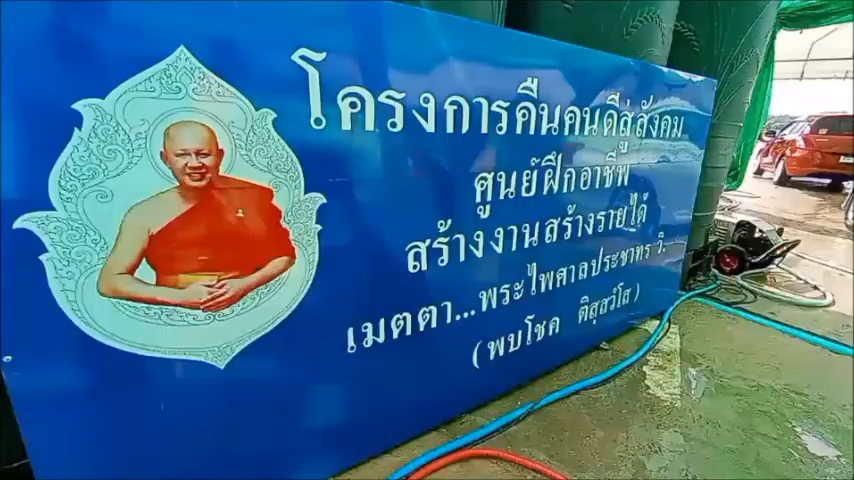 โครงการคืนคนดีสู่สังคม
ศูนย์ฝึกอาชีพ
สร้างงาน สร้างรายได้
เมตตา...พระไพศาลประชาทร วิ.
(พบโชค ติสฺสวํโส)